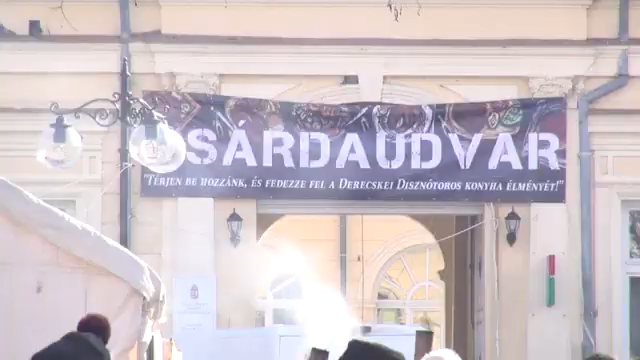 SÁRDAUDVAR
"Térjen be hozzánk, és fedezze fel a Derecskei Disznótoros konyha élményét!"